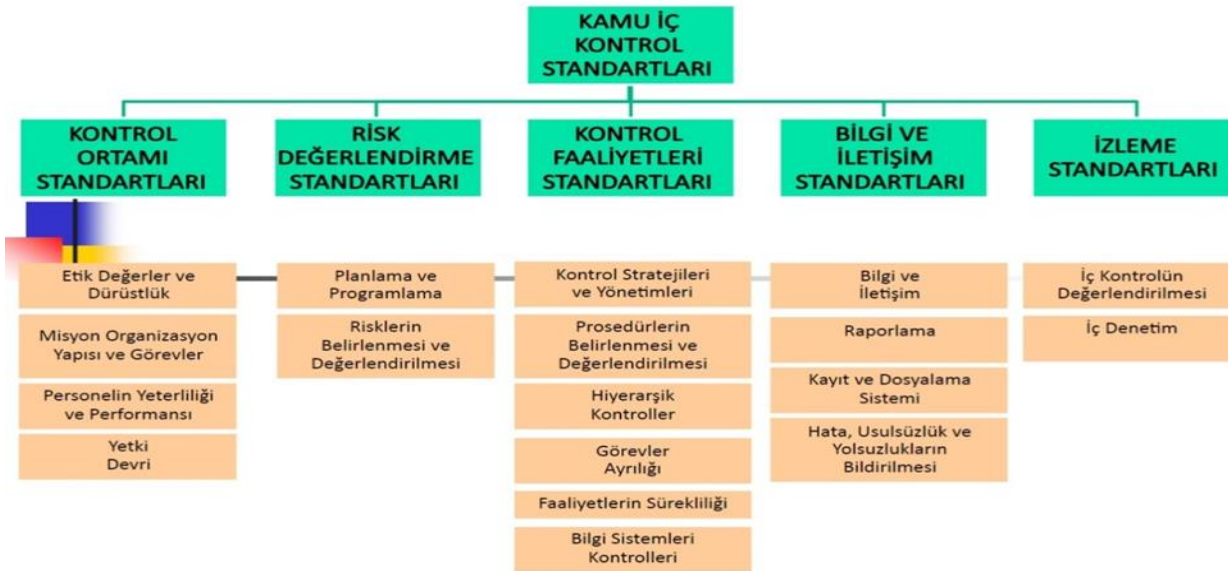 KAMU İÇ
KONTROL
STANDARTLARI
KONTROL
ORTAMI
STANDARTLARI
RİSK
DEĞERLENDİRME
STANDARTLARI
KONTROL
FAALİYETLERİ
STANDARTLARI
BİLGİ VE
İLETİŞİM
STANDARTLARI
İZLEME
STANDARTLARI
Etik Değerler ve
Dürüstlük
Misyon Organizasyon
Yapısı ve Görevler
Personelin Yeterliliği
ve Performansı
Yetki
Devri
Planlama ve
Programlama
Risklerin
Belirlenmesi ve
Değerlendirilmesi
Kontrol Stratejileri
ve Yönetimleri
Prosedürlerin
Belirlenmesi ve
Değerlendirilmesi
Hiyerarşik
Kontroller
Görevler
Ayrılığı
Faaliyetlerin Sürekliliği
Bilgi Sistemleri
Kontrolleri
Bilgi ve
İletişim
Raporlama
Kayıt ve Dosyalama
Sistemi
Hata, Usulsüzlük ve
Yolsuzlukların
Bildirilmesi
İç Kontrolün
Değerlendirilmesi
İç Denetim